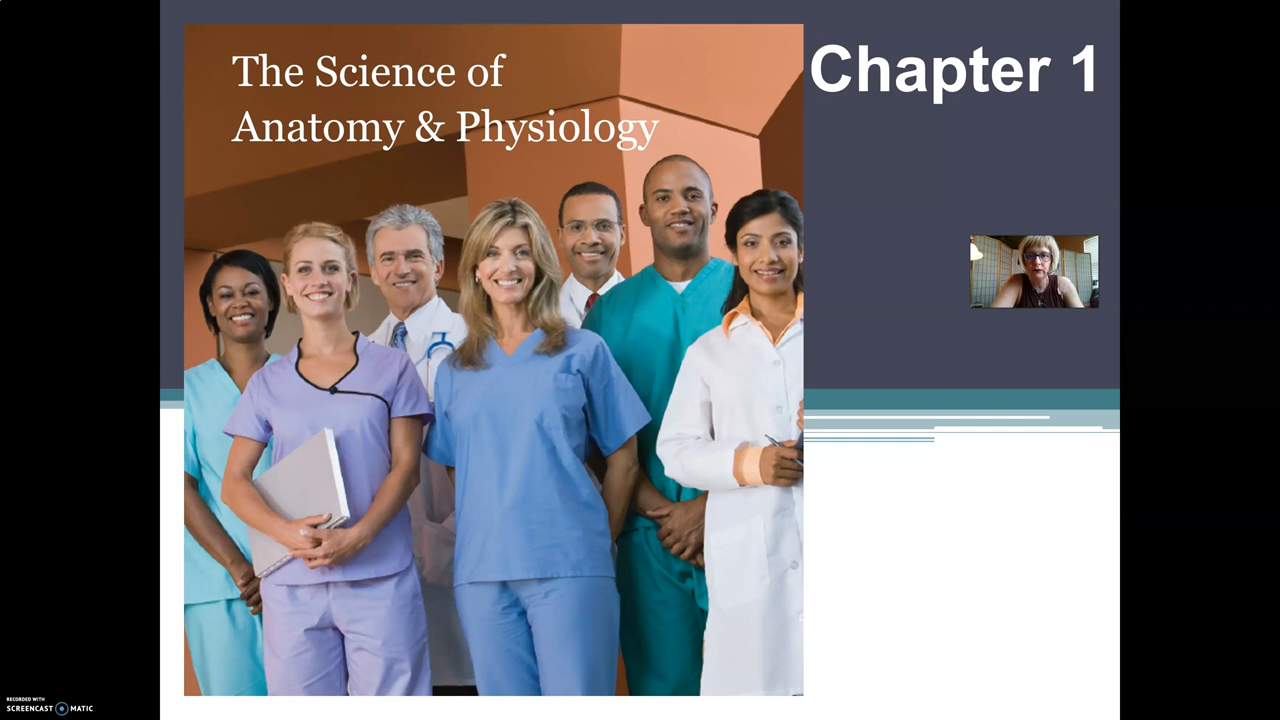 The Science of
Anatomy & Physiology
Chapter 1
RECORDED WITH
SCREENCAST MATIC